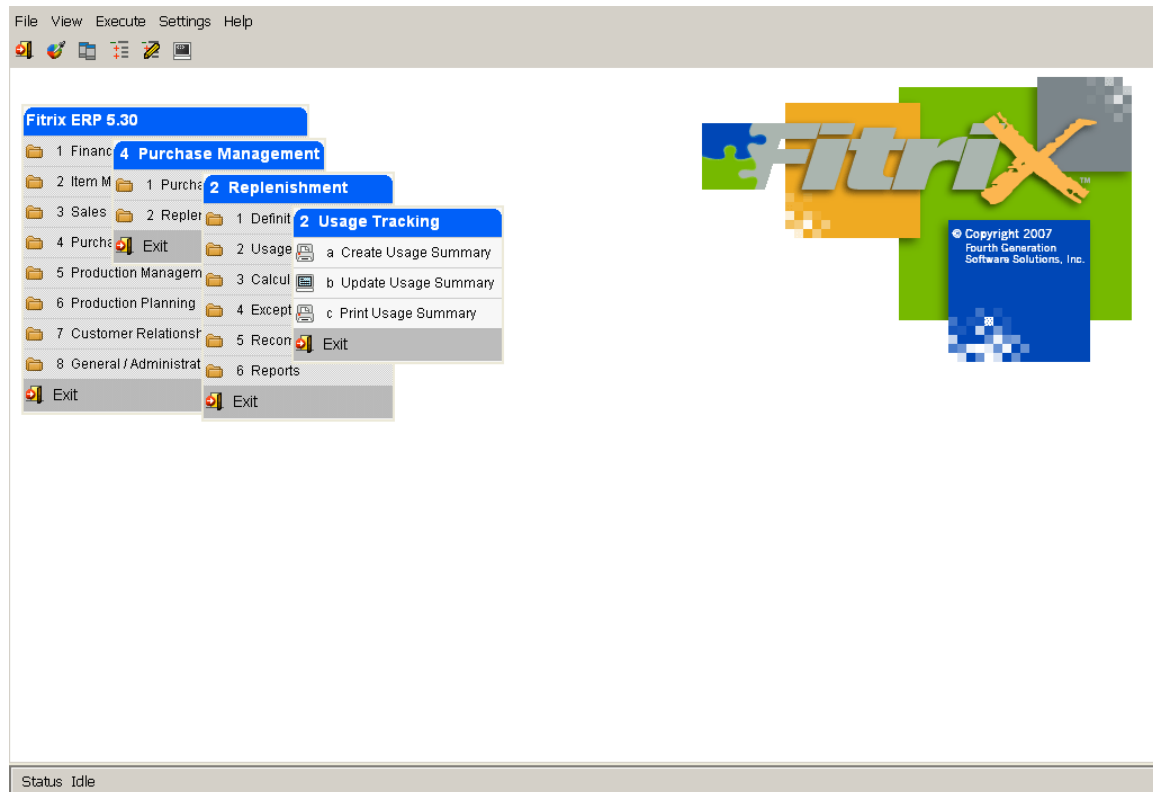 File View Execute Settings Help
Fitrix ERP 5.30
1 Financ
2 Item M
3 Sales
4 Purcha
5 Production Managem
6 Production Planning
7 Customer Relationsh
8 General / Administrat
Exit
4 Purchase Management
1 Purcha
2 Repler
Exit
2 Replenishment
1 Definit
2 Usage
3 Calcul
4 Except
5 Recom
6 Reports
Exit
2 Usage Tracking
a Create Usage Summary
b Update Usage Summary
c Print Usage Summary
Exit
FitriX™
© Copyright 2007
Fourth Generation
Software Solutions, Inc.
Status Idle